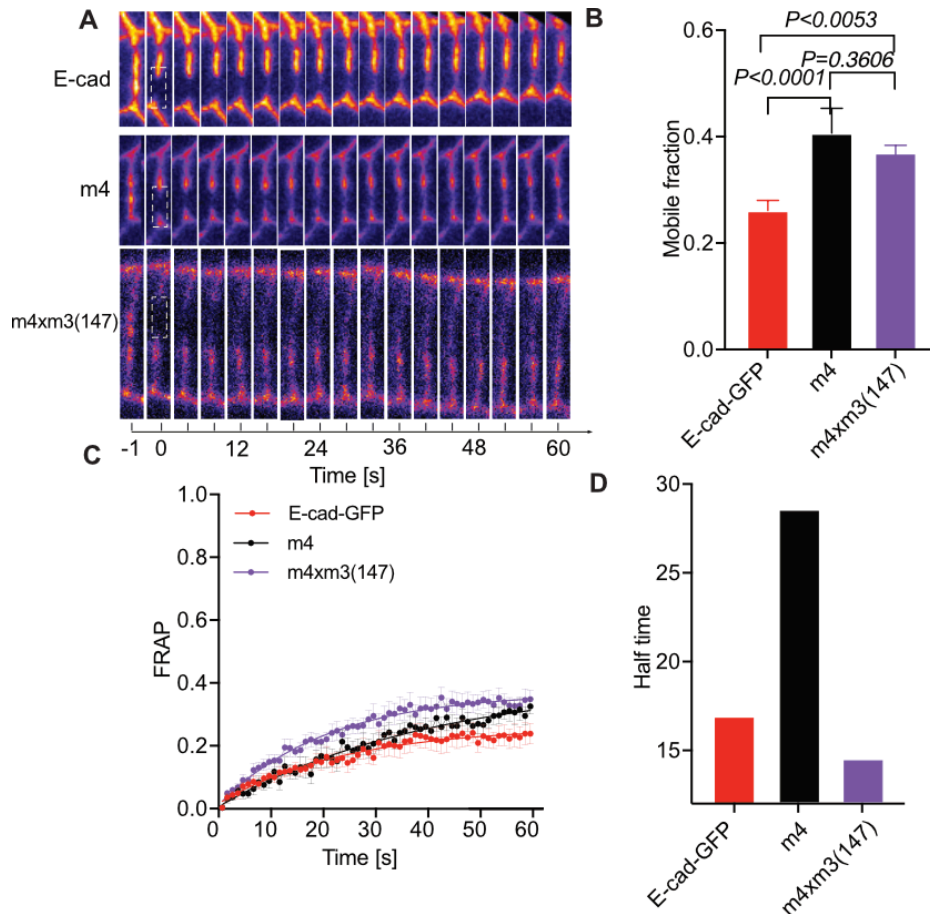 A
E-cad
m4
m4xm3(147)
-1 0 12 24 36 48 60
Time [s]
B
P<0.0053
P=0.3606
P<0.0001
Mobile fraction
0.6
0.4
0.2
0.0
E-cad-GFP
m4
m4xm3(147)
C
E-cad-GFP
m4
m4xm3(147)
FRAP
1.0
0.8
0.6
0.4
0.2
0.0
0 10 20 30 40 50 60
Time [s]
D
Half time
30
25
20
15
E-cad-GFP
m4
m4xm3(147)